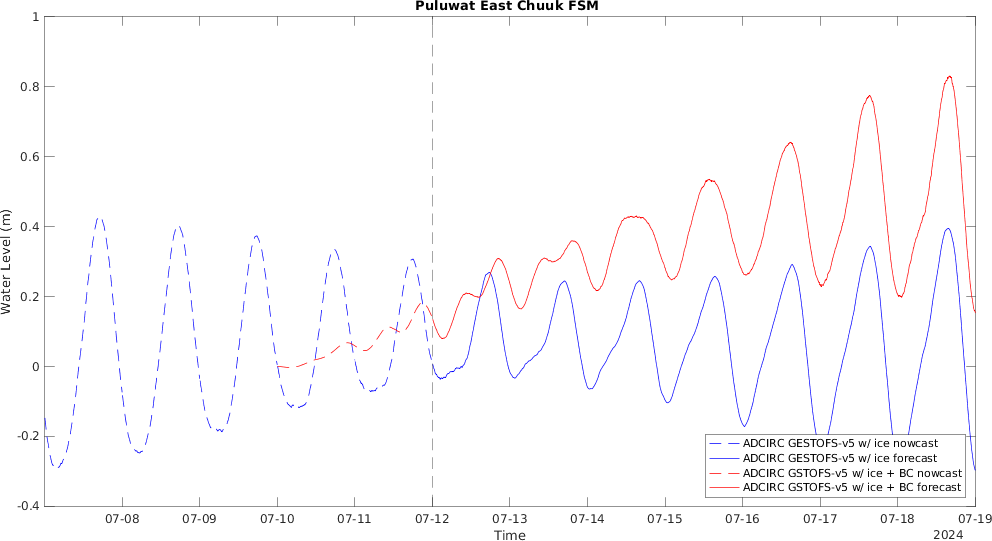 Puluwat East Chuuk FSM
1
0.8
0.6
0.4
0.2
0
-0.2
-0.4
Water Level (m)
ADCIRC GESTOFS-v5 w/ ice nowcast
ADCIRC GESTOFS-v5 w/ ice forecast
ADCIRC GSTOFS-v5 w/ ice + BC nowcast
ADCIRC GSTOFS-v5 w/ ice + BC forecast
07-08 07-09 07-10 07-11 07-12 07-13 07-14 07-15 07-16 07-17 07-18 07-19
Time
2024